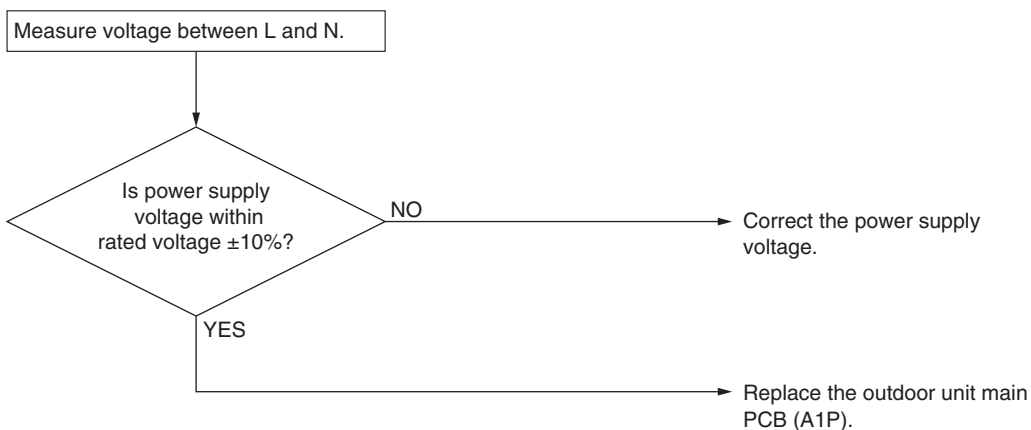 Measure voltage between L and N.
Is power supply
voltage within
rated voltage ±10%?
NO
Correct the power supply
voltage.
YES
Replace the outdoor unit main
PCB (A1P).